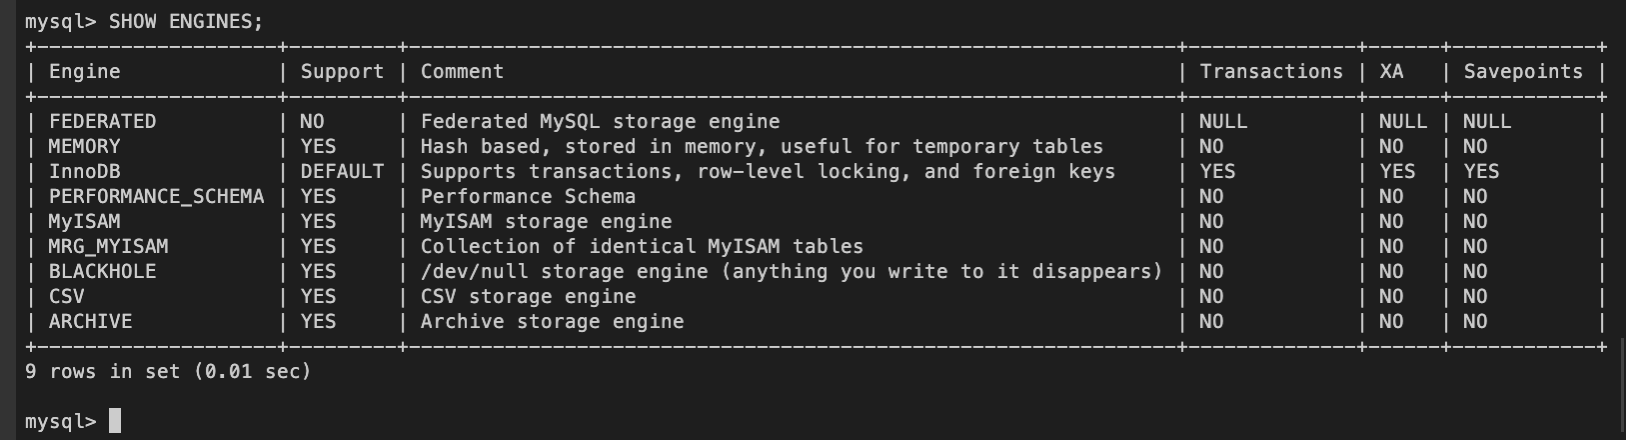 mysql> SHOW ENGINES;
+--------------------+---------+----------------------------------------------------------------+--------------+------+------------+
| Engine             | Support | Comment                                                        | Transactions | XA   | Savepoints |
+--------------------+---------+----------------------------------------------------------------+--------------+------+------------+
| FEDERATED          | NO      | Federated MySQL storage engine                                 | NULL         | NULL | NULL       |
| MEMORY             | YES     | Hash based, stored in memory, useful for temporary tables      | NO           | NO   | NO         |
| InnoDB             | DEFAULT | Supports transactions, row-level locking, and foreign keys     | YES          | YES  | YES        |
| PERFORMANCE_SCHEMA | YES     | Performance Schema                                             | NO           | NO   | NO         |
| MyISAM             | YES     | MyISAM storage engine                                          | NO           | NO   | NO         |
| MRG_MYISAM         | YES     | Collection of identical MyISAM tables                          | NO           | NO   | NO         |
| BLACKHOLE          | YES     | /dev/null storage engine (anything you write to it disappears) | NO           | NO   | NO         |
| CSV                | YES     | CSV storage engine                                             | NO           | NO   | NO         |
| ARCHIVE            | YES     | Archive storage engine                                         | NO           | NO   | NO         |
+--------------------+---------+----------------------------------------------------------------+--------------+------+------------+
9 rows in set (0.01 sec)
mysql>